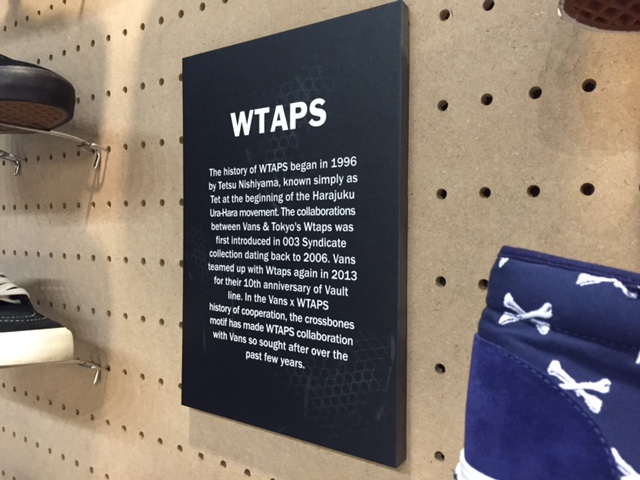 WTAPS
The history of WTAPS began in 1996
by Tetsu Nishiyama, known simply as
Tet at the beginning of the Harajuku
Ura-Hara movement. The collaborations
between Vans & Tokyo's Wtaps was
first introduced in 003 Syndicate
collection dating back to 2006. Vans
teamed up with Wtaps again in 2013
for their 10th anniversary of Vault
line. In the Vans x WTAPS
history of cooperation, the crossbones
motif has made WTAPS collaboration
with Vans so sought after over the
past few years.